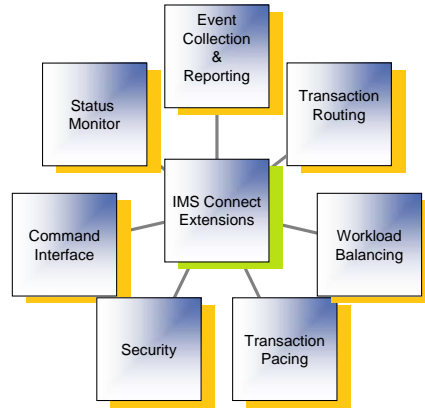 Event
Collection
&
Reporting
Status
Monitor
Transaction
Routing
IMS Connect
Extensions
Command
Interface
Workload
Balancing
Security
Transaction
Pacing